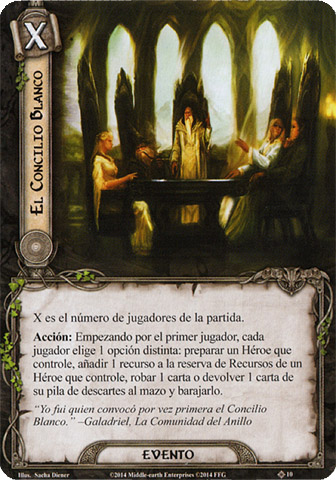 X
EL CONCILIO BLANCO
X es el número de jugadores de la partida.
Acción: Empezando por el primer jugador, cada
jugador elige 1 opción distinta: preparar un Héroe que
controle, añadir 1 recurso a la reserva de Recursos de un
Héroe que controle, robar 1 carta o devolver 1 carta de
su pila de descartes al mazo y barajarlo.
“Yo fui quien convocó por vez primera el Concilio
Blanco.” –Galadriel, La Comunidad del Anillo
EVENTO
Illus. Sacha Diener
©2014 Middle-earth Enterprises ©2014 FFG
10